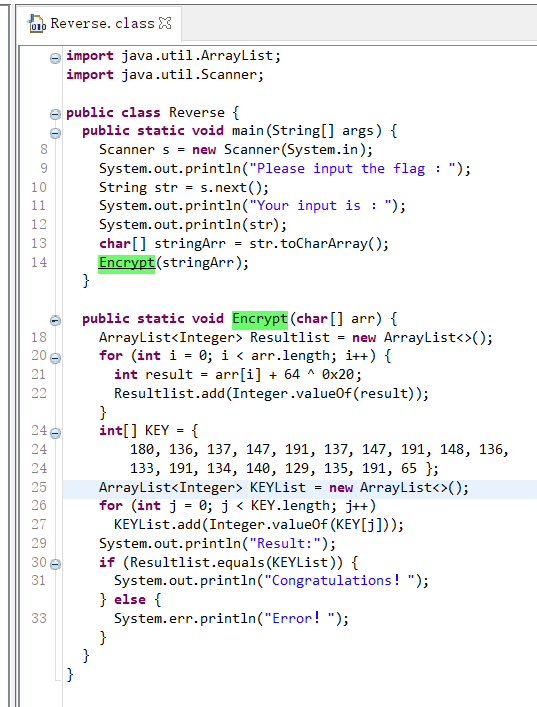 Reverse.class
import java.util.ArrayList;
import java.util.Scanner;
public class Reverse {
public static void main(String[] args) {
8 Scanner s = new Scanner(System.in);
9 System.out.println("Please input the flag : ");
10 String str = s.next();
11 System.out.println("Your input is : ");
12 System.out.println(str);
13 char[] stringArr = str.toCharArray();
14 Encrypt(stringArr);
}
public static void Encrypt(char[] arr) {
18 ArrayList<Integer> Resultlist = new ArrayList<>();
20 for (int i = 0; i < arr.length; i++) {
21 int result = arr[i] + 64 ^ 0x20;
22 Resultlist.add(Integer.valueOf(result));
}
24 int[] KEY = {
24 180, 136, 137, 147, 191, 137, 147, 191, 148, 136,
24 133, 191, 134, 140, 129, 135, 191, 65 };
25 ArrayList<Integer> KEYList = new ArrayList<>();
26 for (int j = 0; j < KEY.length; j++)
27 KEYList.add(Integer.valueOf(KEY[j]));
29 System.out.println("Result:");
30 if (Resultlist.equals(KEYList)) {
31 System.out.println("Congratulations！");
} else {
33 System.err.println("Error！");
}
}
}